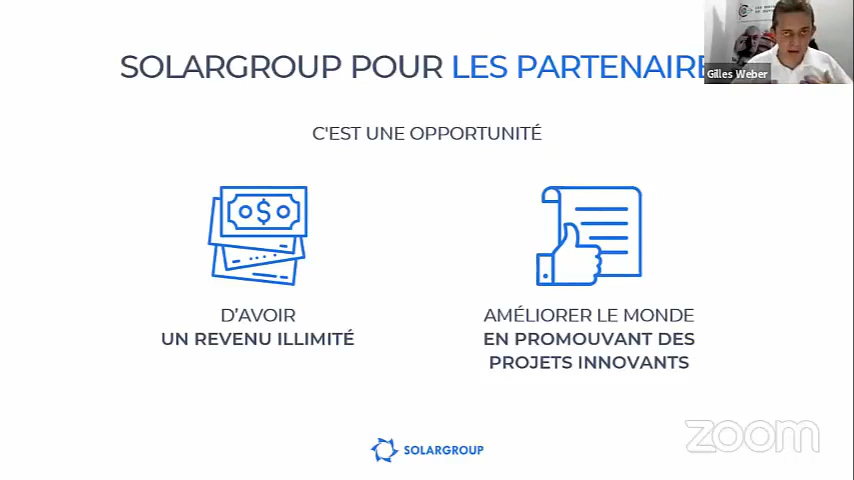 SOLARGROUP POUR LES PARTENAIRE
Gilles Weber
C'EST UNE OPPORTUNITÉ
D'AVOIR
UN REVENU ILLIMITÉ
AMÉLIORER LE MONDE
EN PROMOUVANT DES
PROJETS INNOVANTS
SOLARGROUP
zoom